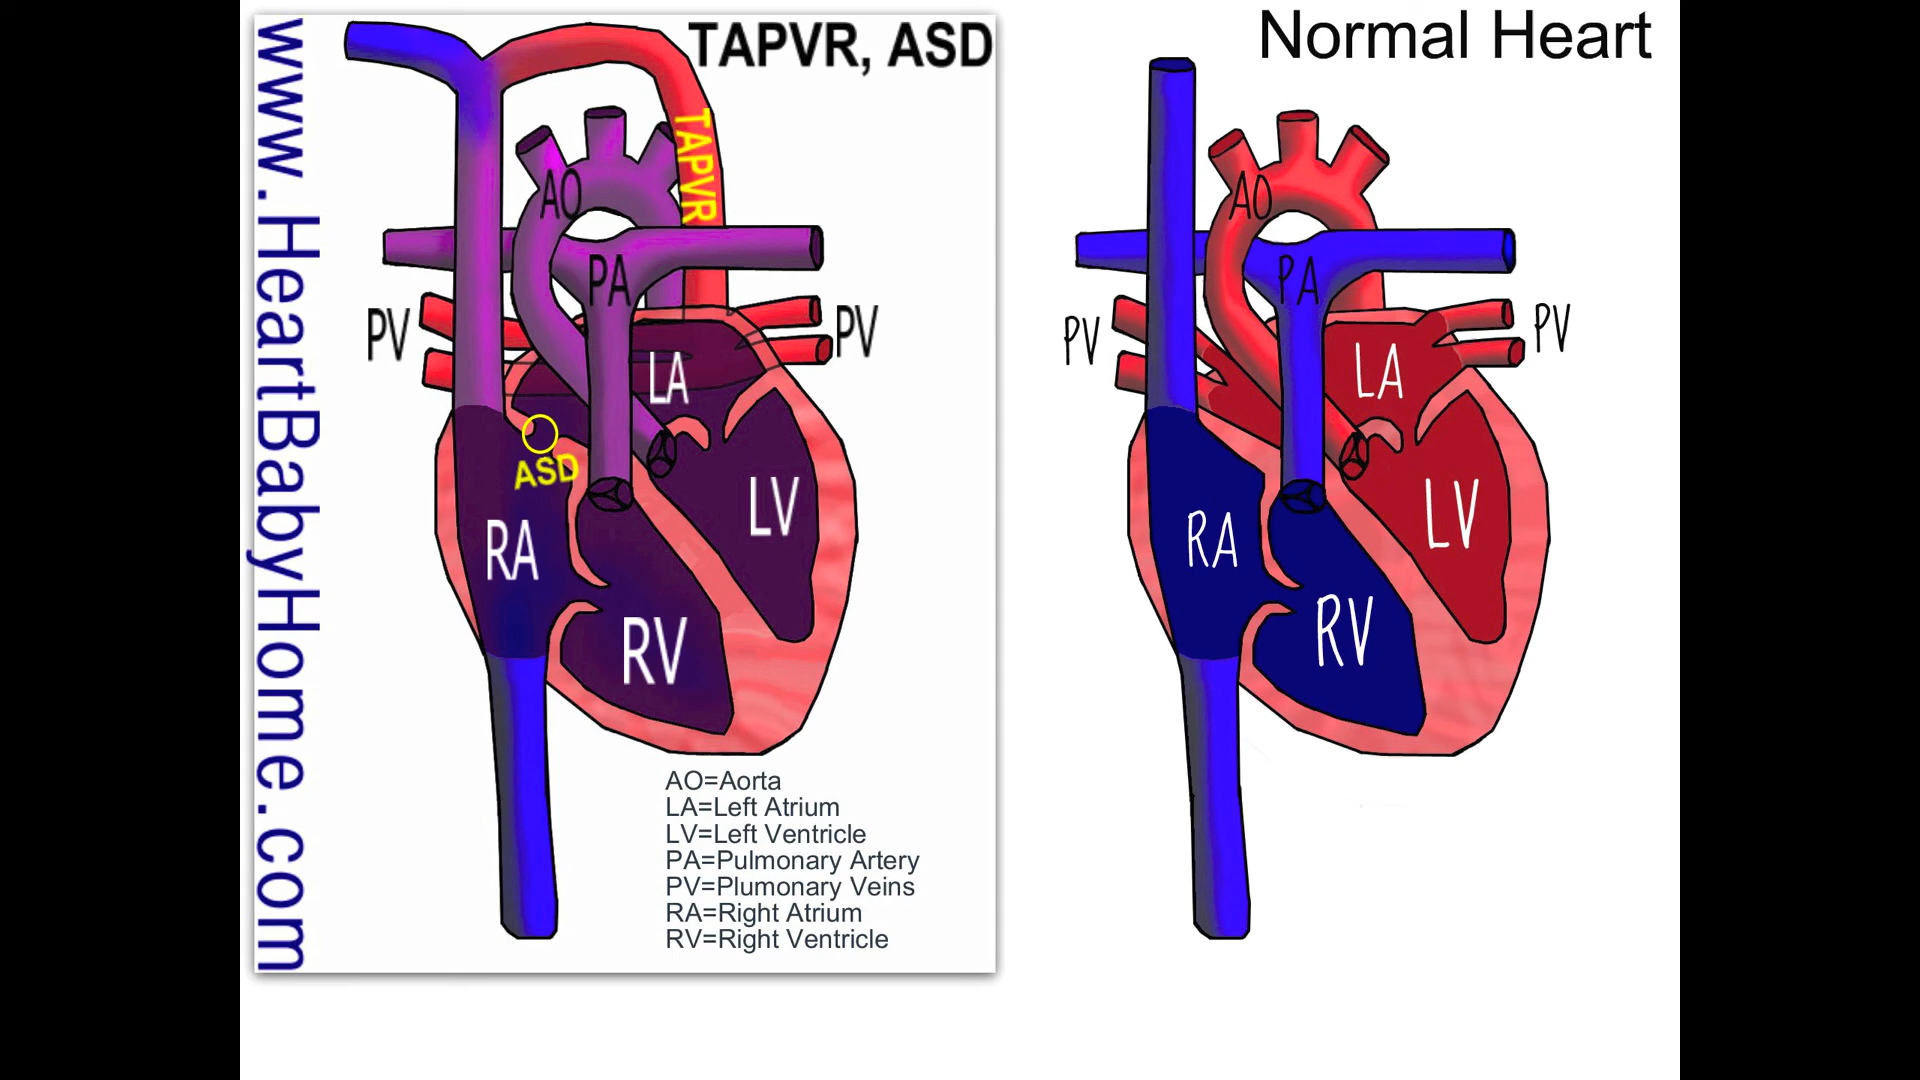 www.HeartBabyHome.com
TAPVR, ASD
TAPVR
AO
PA
PV
PV
LA
ASD
LV
RA
RV
AO=Aorta
LA=Left Atrium
LV=Left Ventricle
PA=Pulmonary Artery
PV=Plumonary Veins
RA=Right Atrium
RV=Right Ventricle
Normal Heart
AO
PA
PV
PV
LA
LV
RA
RV